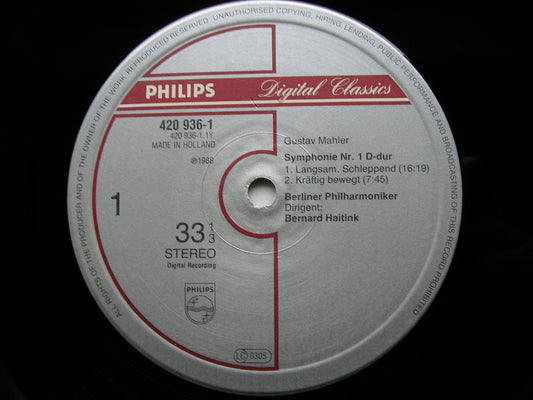 ALL RIGHTS OF THE PRODUCER AND OF THE OWNER OF THE WORK REPRODUCED RESERVED. UNAUTHORISED COPYING, HIRING, LENDING, PUBLIC PERFORMANCE AND BROADCASTING OF THIS RECORD PROHIBITED
PHILIPS
Digital Classics
420 936-1
420 936-1.1Y
MADE IN HOLLAND
℗1988
1
33 1/3
STEREO
Digital Recording
PHILIPS
Gustav Mahler
Symphonie Nr. 1 D-dur
1. Langsam. Schleppend (16:19)
2. Kräftig bewegt (7:45)
Berliner Philharmoniker
Dirigent:
Bernard Haitink
LC 0305